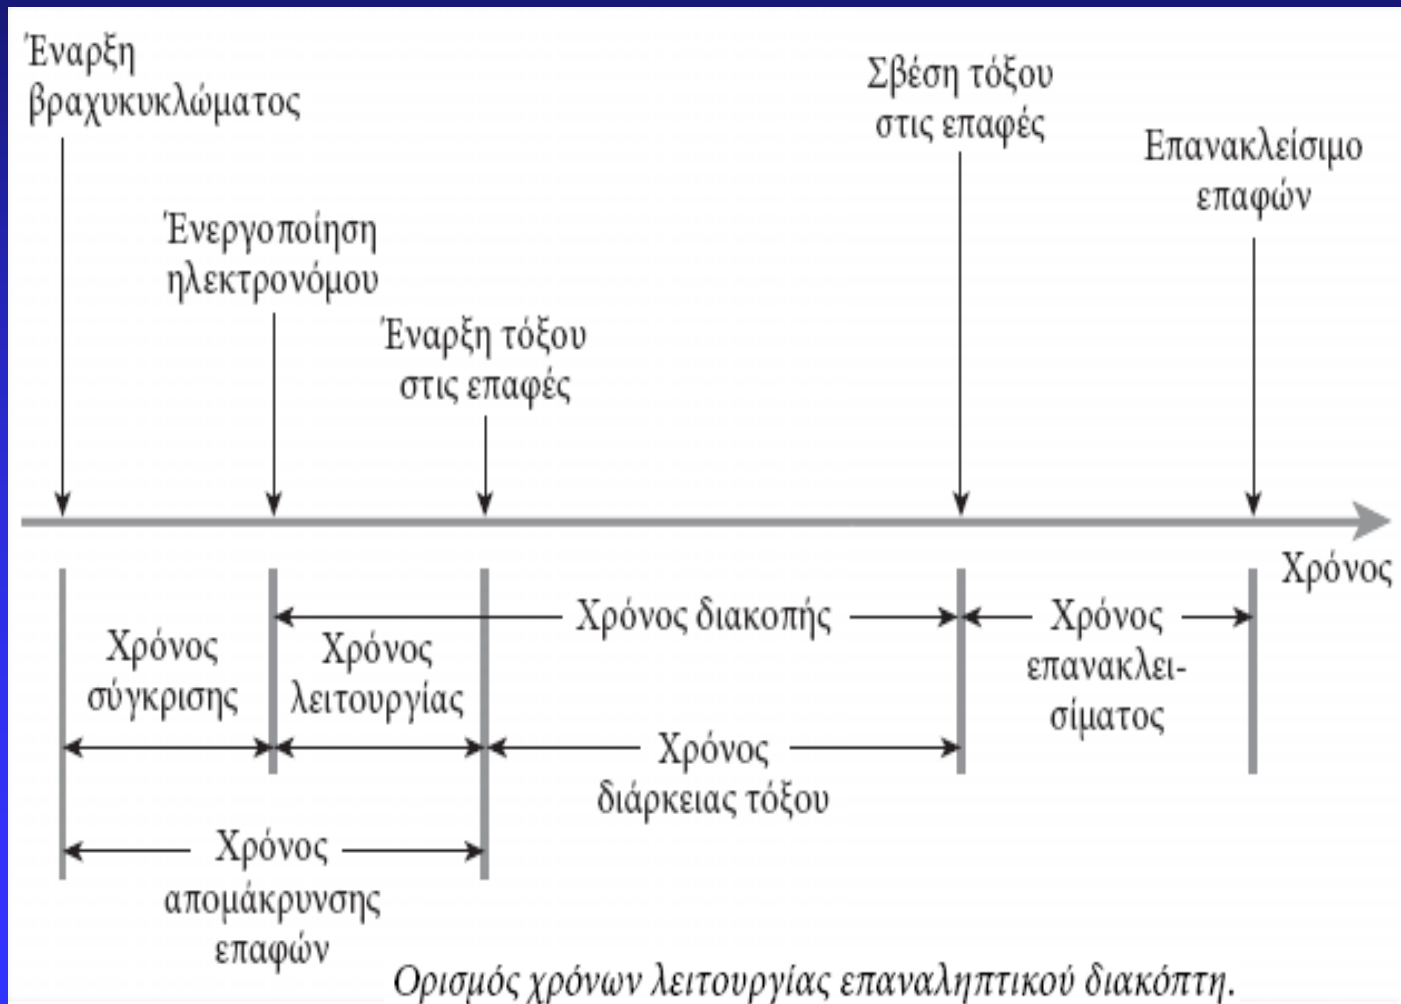 Έναρξη
βραχυκυκλώματος
Σβέση τόξου
στις επαφές
Επανακλείσιμο
επαφών
Ένεργοποίηση
ηλεκτρονόμου
Έναρξη τόξου
στις επαφές
Χρόνος
Χρόνος διακοπής
Χρόνος
επανακλει-
σίματος
Χρόνος
σύγκρισης
Χρόνος
λειτουργίας
Χρόνος
διάρκειας τόξου
Χρόνος
απομάκρυνσης
επαφών
Ορισμός χρόνων λειτουργίας επαναληπτικού διακόπτη.